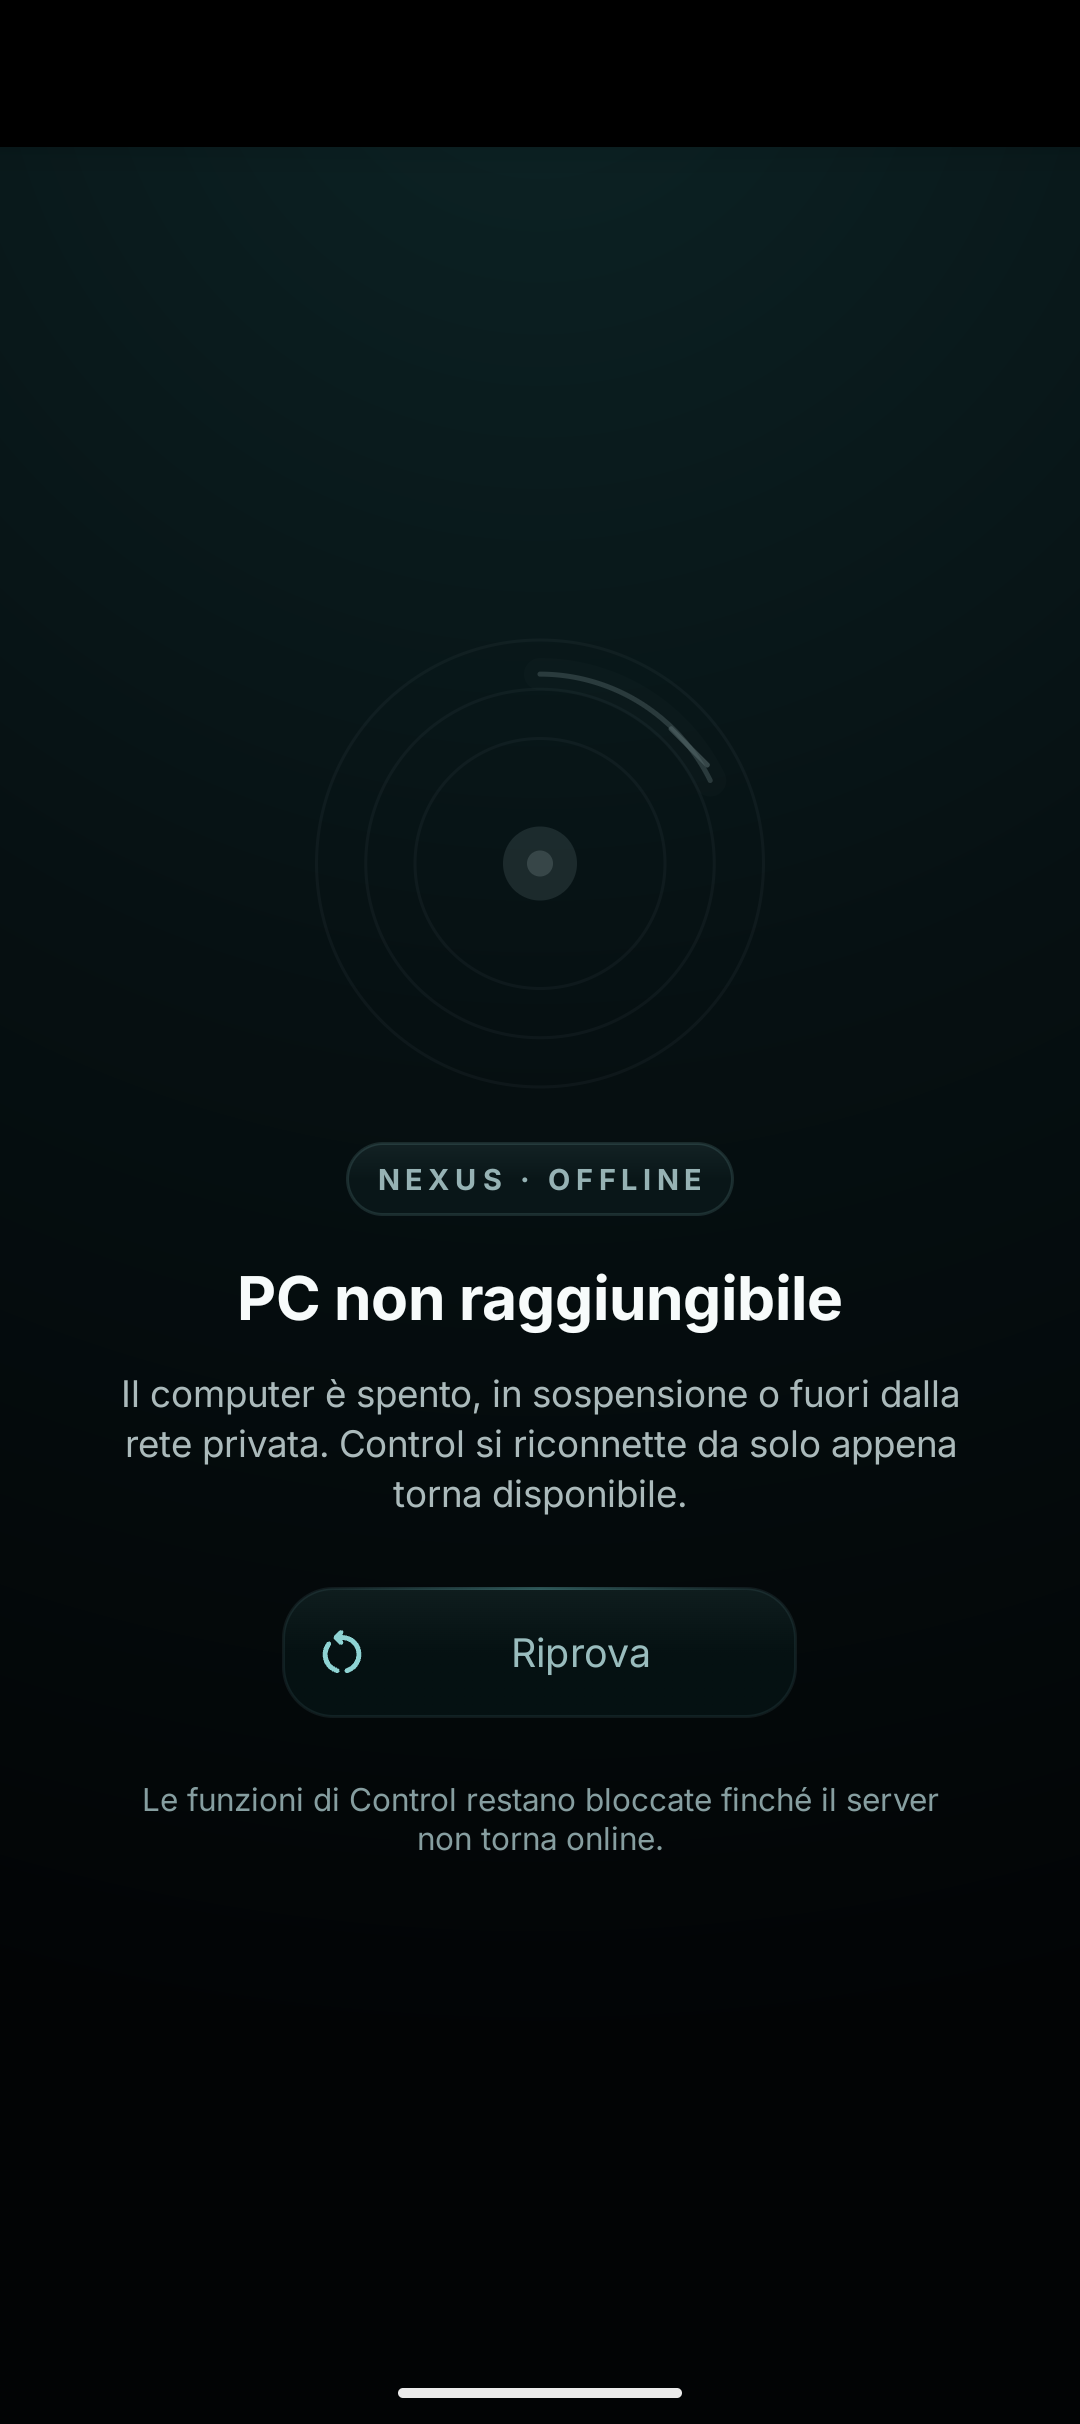 NEXUS · OFFLINE
PC non raggiungibile
Il computer è spento, in sospensione o fuori dalla
rete privata. Control si riconnette da solo appena
torna disponibile.
Riprova
Le funzioni di Control restano bloccate finché il server
non torna online.